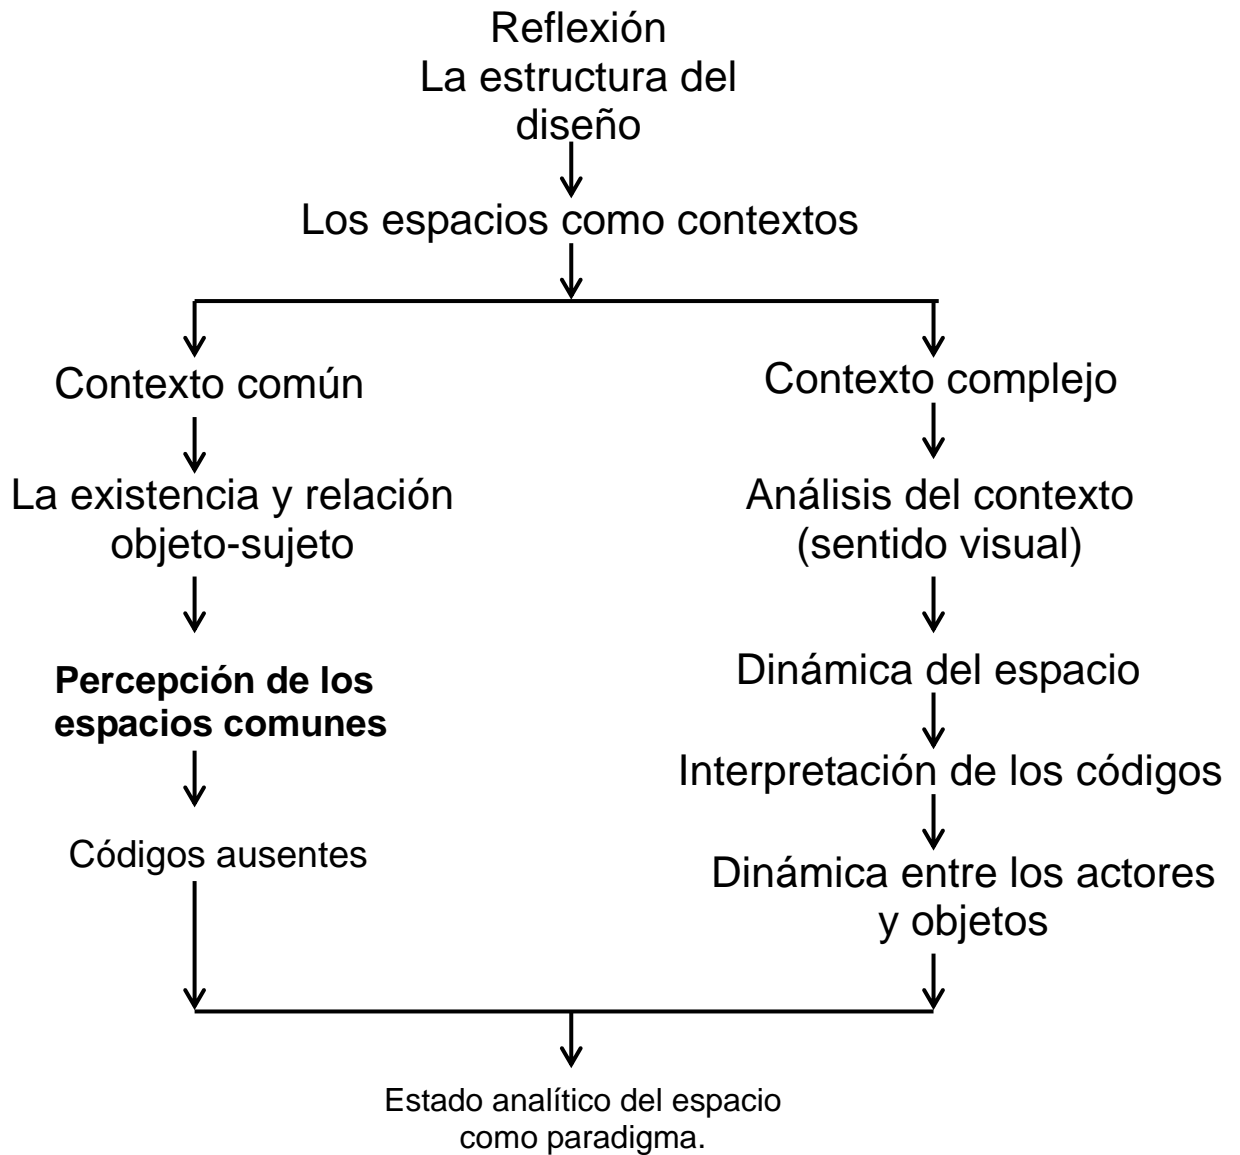 Reflexión
La estructura del
diseño
Los espacios como contextos
Contexto común
La existencia y relación
objeto-sujeto
Percepción de los
espacios comunes
Códigos ausentes
Contexto complejo
Análisis del contexto
(sentido visual)
Dinámica del espacio
Interpretación de los códigos
Dinámica entre los actores
y objetos
Estado analítico del espacio
como paradigma.